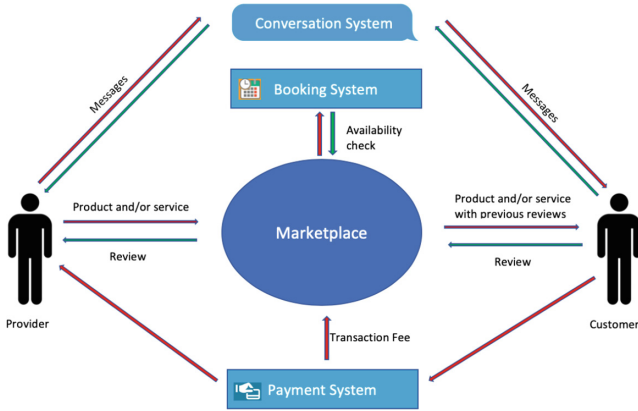 Conversation System
Messages
Messages
Booking System
Availability
check
Product and/or service
Product and/or service
with previous reviews
Marketplace
Review
Review
Provider
Customer
Transaction Fee
Payment System